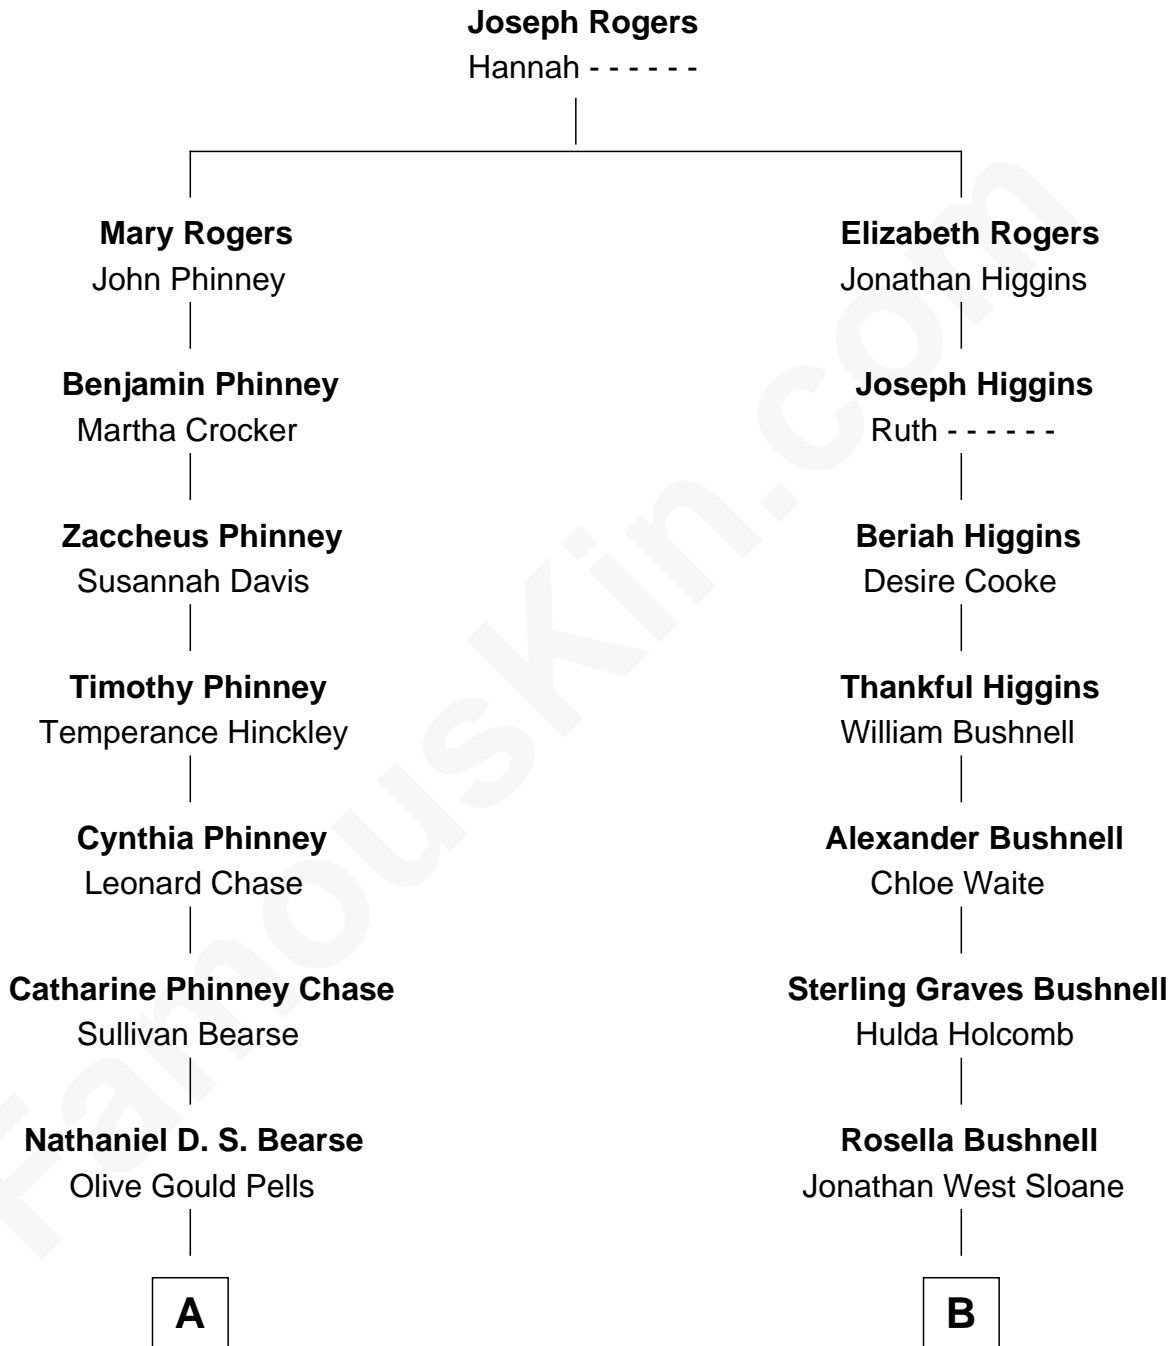 Joseph Rogers
Hannah - - - - - -
Mary Rogers
John Phinney
Elizabeth Rogers
Jonathan Higgins
Benjamin Phinney
Martha Crocker
Joseph Higgins
Ruth - - - - - -
Zaccheus Phinney
Susannah Davis
Beriah Higgins
Desire Cooke
Timothy Phinney
Temperance Hinckley
Thankful Higgins
William Bushnell
Cynthia Phinney
Leonard Chase
Alexander Bushnell
Chloe Waite
Catharine Phinney Chase
Sullivan Bearse
Sterling Graves Bushnell
Hulda Holcomb
Nathaniel D. S. Bearse
Olive Gould Pells
Rosella Bushnell
Jonathan West Sloane
A
B
FamousKin.com